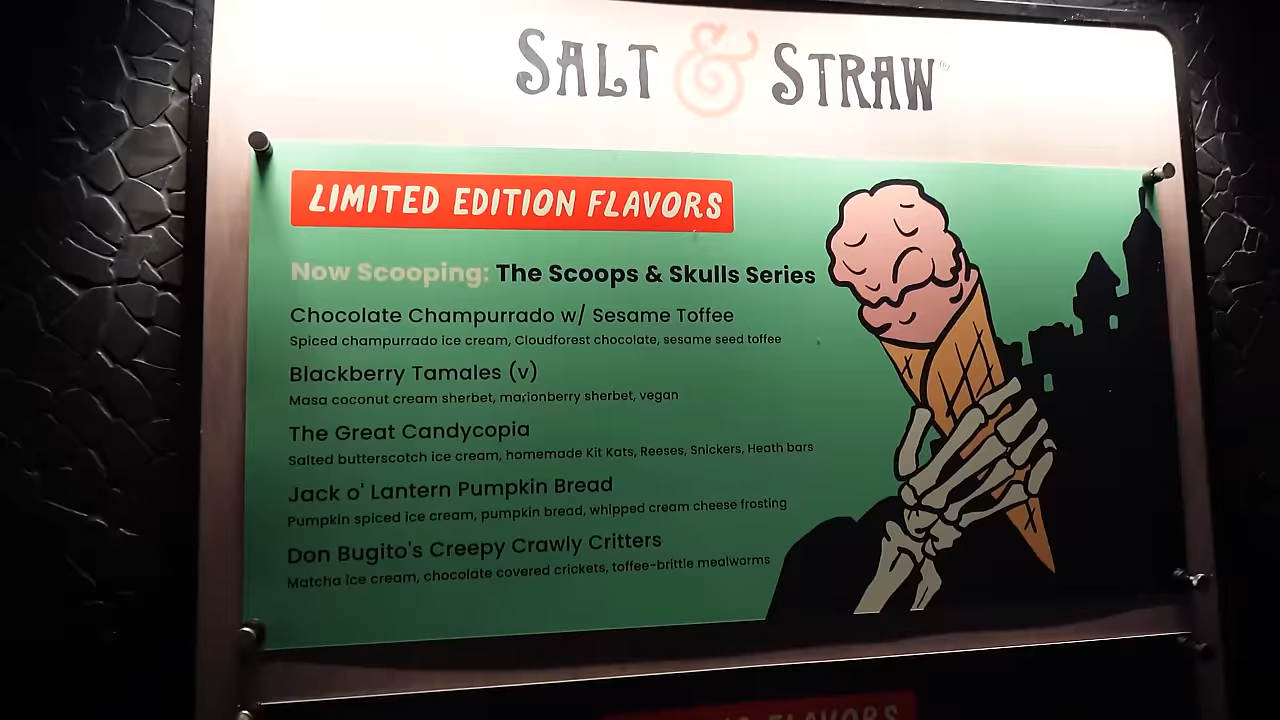 SALT & STRAW®
LIMITED EDITION FLAVORS
Now Scooping: The Scoops & Skulls Series
Chocolate Champurrado w/ Sesame Toffee
Spiced champurrado ice cream, Cloudforest chocolate, sesame seed toffee
Blackberry Tamales (v)
Masa coconut cream sherbet, marionberry sherbet, vegan
The Great Candycopia
Salted butterscotch ice cream, homemade Kit Kats, Reeses, Snickers, Heath bars
Jack o' Lantern Pumpkin Bread
Pumpkin spiced ice cream, pumpkin bread, whipped cream cheese frosting
Don Bugito's Creepy Crawly Critters
Matcha ice cream, chocolate covered crickets, toffee-brittle mealworms
FLAVORS